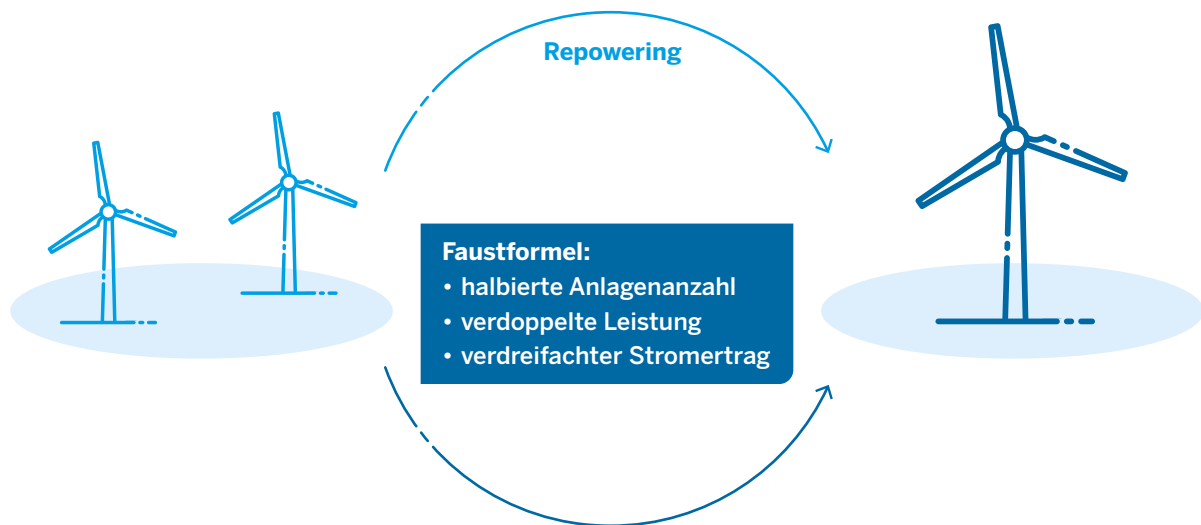 Repowering
Faustformel:
• halbierte Anlagenanzahl
• verdoppelte Leistung
• verdreifachter Stromertrag